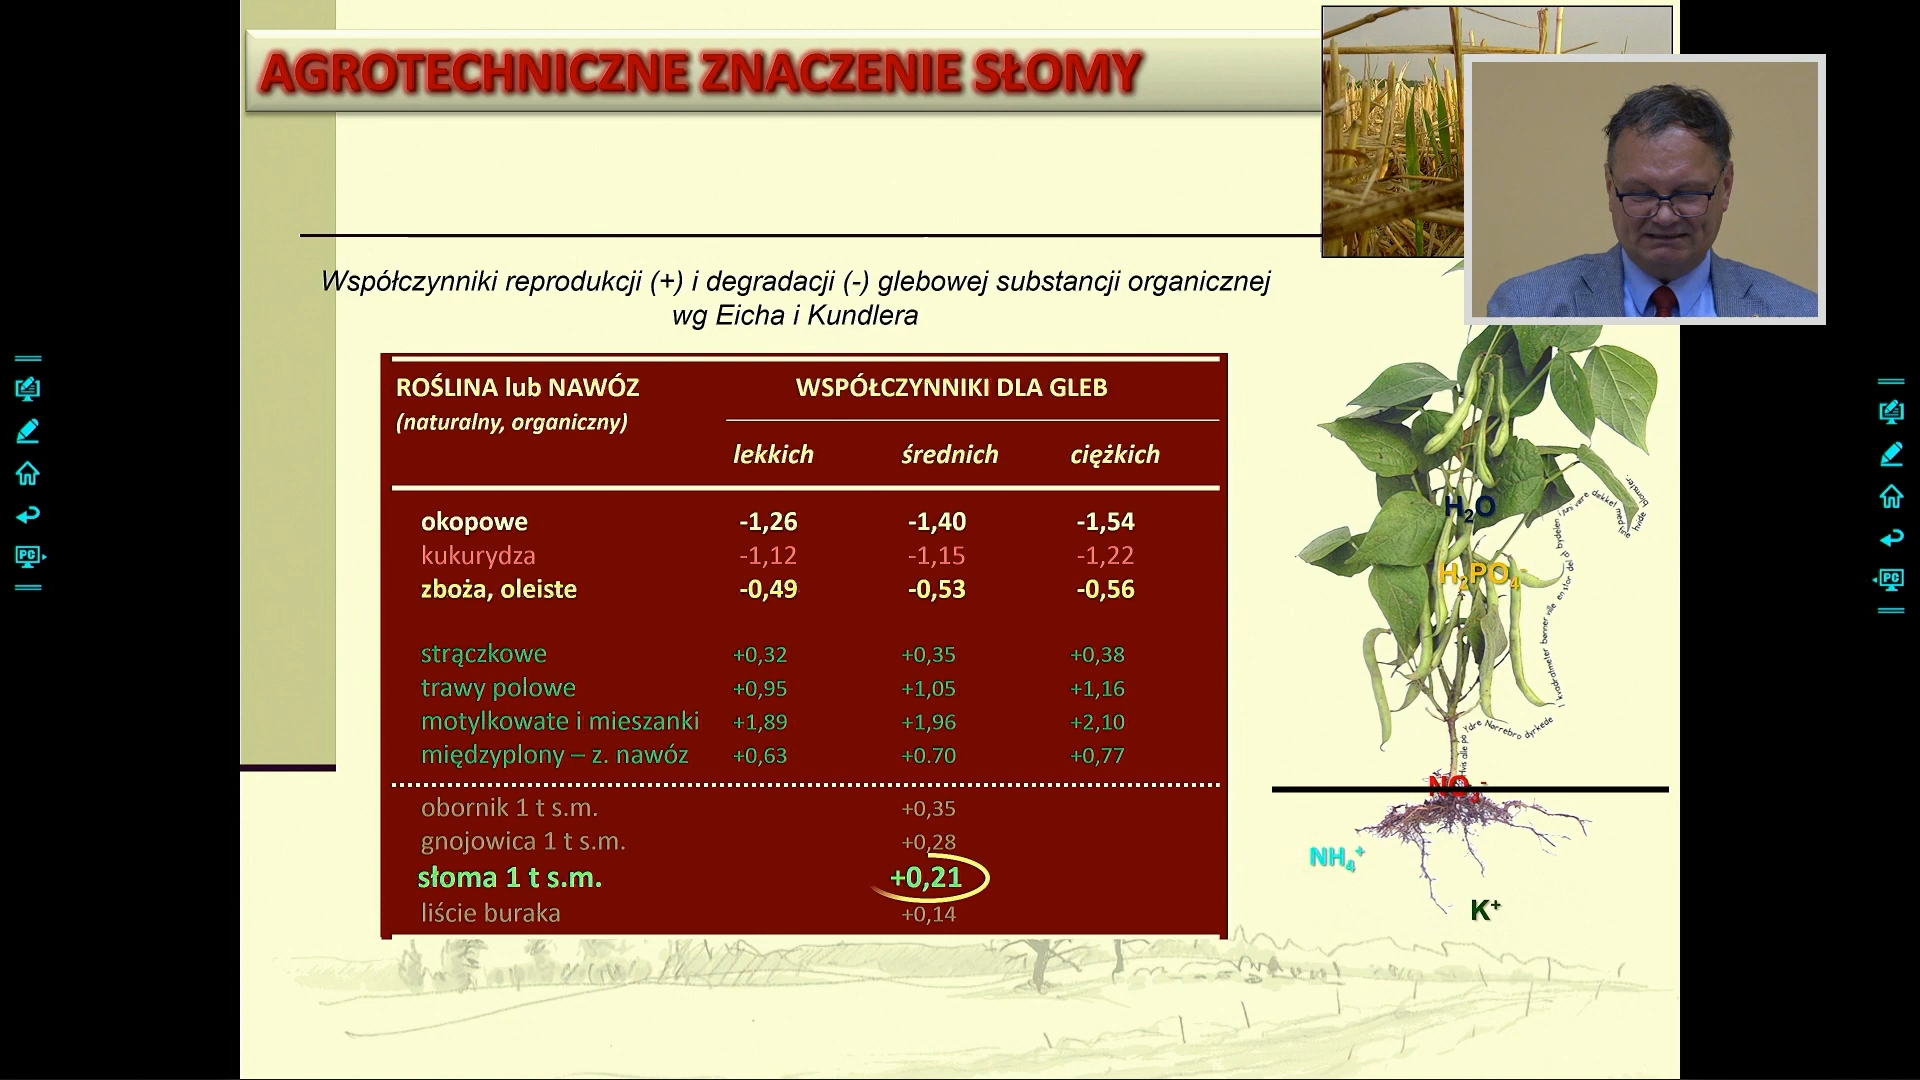 AGROTECHNICZNE ZNACZENIE SŁOMY
Współczynniki reprodukcji (+) i degradacji (-) glebowej substancji organicznej
wg Eicha i Kundlera
ROŚLINA lub NAWÓZ WSPÓŁCZYNNIKI DLA GLEB
(naturalny, organiczny)
lekkich średnich ciężkich
okopowe -1,26 -1,40 -1,54
kukurydza -1,12 -1,15 -1,22
zboża, oleiste -0,49 -0,53 -0,56
strączkowe +0,32 +0,35 +0,38
trawy polowe +0,95 +1,05 +1,16
motylkowate i mieszanki +1,89 +1,96 +2,10
międzyplony – z. nawóz +0,63 +0.70 +0,77
obornik 1 t s.m. +0,35
gnojowica 1 t s.m. +0,28
słoma 1 t s.m. +0,21
liście buraka +0,14
H₂O
H₂PO₄⁻
NH₄⁺
K⁺
PC
PC